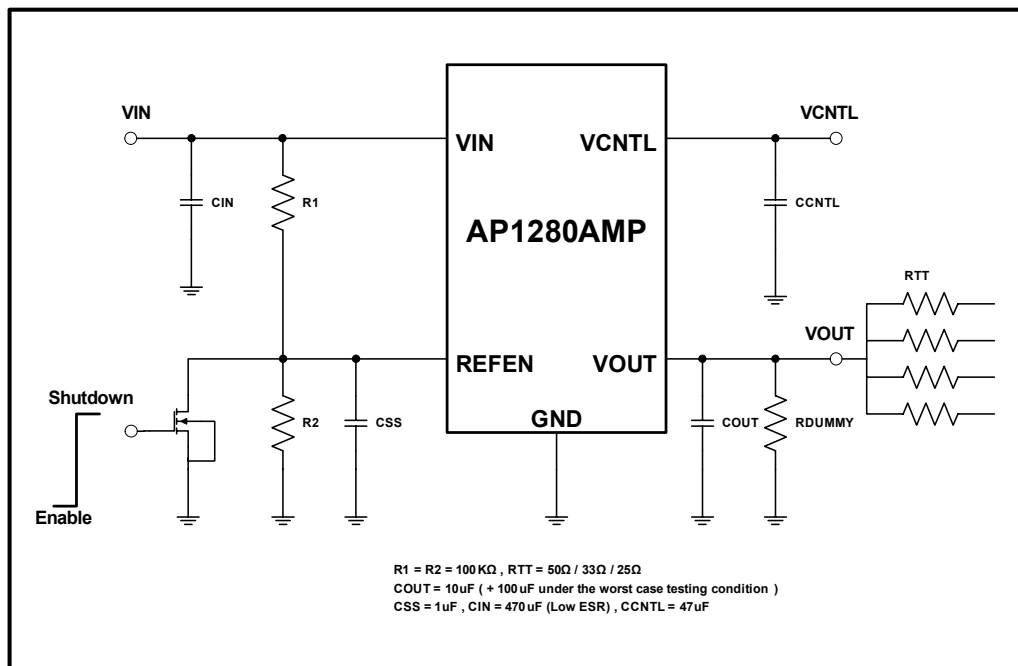 VIN
VCNTL
VIN
VCNTL
CIN
R1
CCNTL
AP1280AMP
RTT
VOUT
REFEN
VOUT
Shutdown
R2
CSS
GND
COUT
RDUMMY
Enable
R1 = R2 = 100KΩ , RTT = 50Ω / 33Ω / 25Ω
COUT = 10uF ( + 100uF under the worst case testing condition )
CSS = 1uF , CIN = 470uF (Low ESR) , CCNTL = 47uF